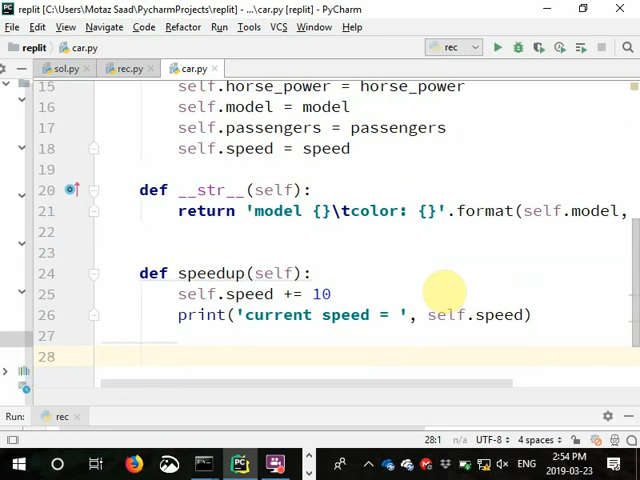 replit [C:\Users\Motaz Saad\PycharmProjects\replit] - ...\car.py [replit] - PyCharm
File Edit View Navigate Code Refactor Run Tools VCS Window Help
replit car.py rec
sol.py rec.py car.py
15 self.horse_power = horse_power
16 self.model = model
17 self.passengers = passengers
18 self.speed = speed
19
20 def __str__(self):
21 return 'model {}\tcolor: {}'.format(self.model,
22
23
24 def speedup(self):
25 self.speed += 10
26 print('current speed = ', self.speed)
27
28
Run: rec
28:1 n/a UTF-8 4 spaces
PC ENG 2:54 PM
2019-03-23